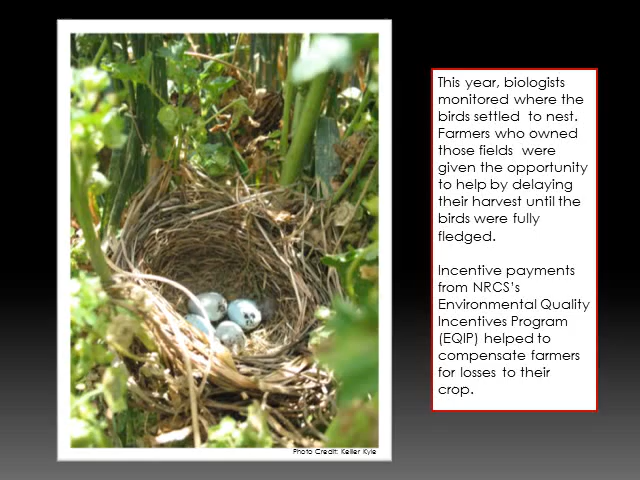 This year, biologists
monitored where the
birds settled to nest.
Farmers who owned
those fields were
given the opportunity
to help by delaying
their harvest until the
birds were fully
fledged.
Incentive payments
from NRCS's
Environmental Quality
Incentives Program
(EQIP) helped to
compensate farmers
for losses to their
crop.
Photo Credit: Keiller Kyle